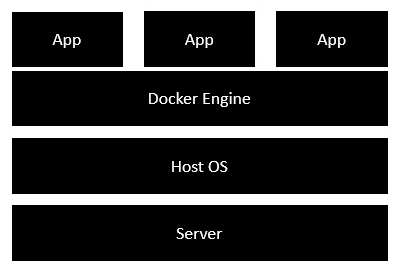 App App App
Docker Engine
Host OS
Server